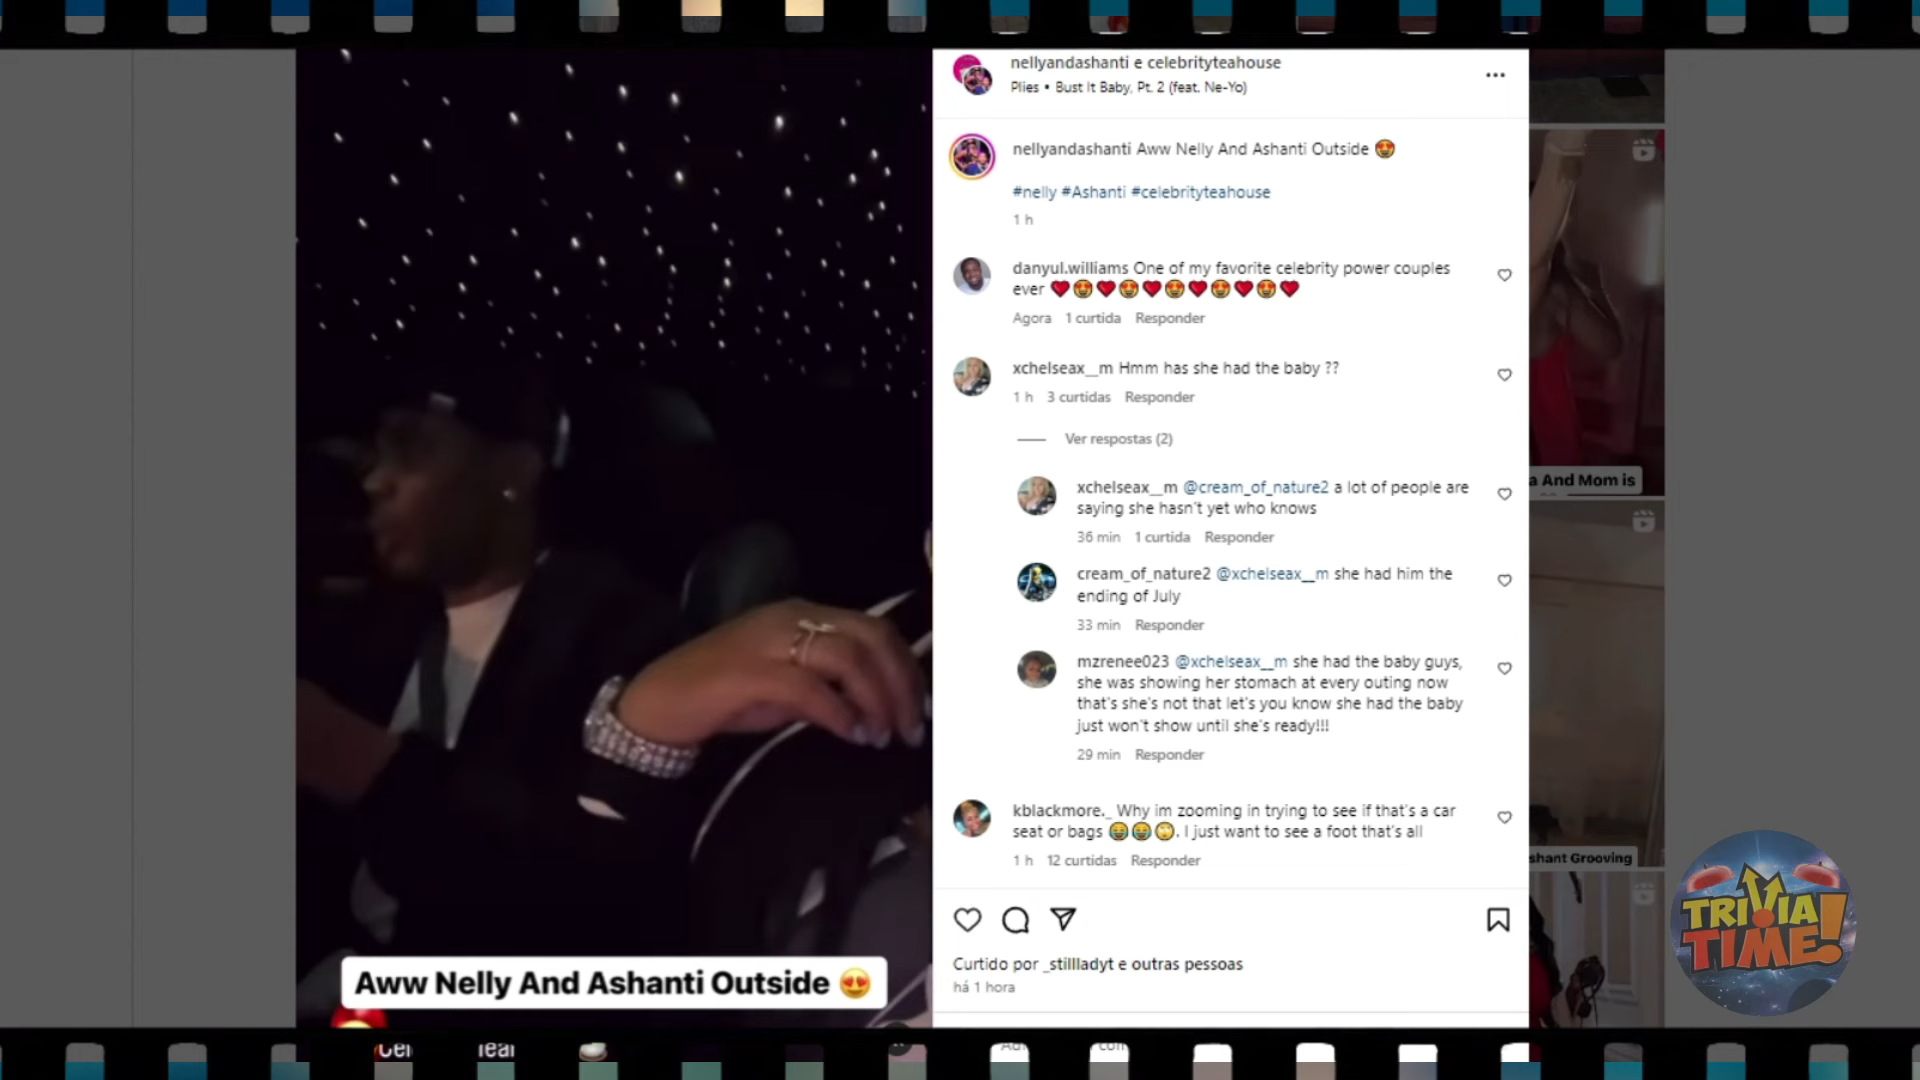 nellyandashanti e celebrityteahouse
Plies • Bust It Baby, Pt. 2 (feat. Ne-Yo)
nellyandashanti Aww Nelly And Ashanti Outside 😍
#nelly #Ashanti #celebrityteahouse
1 h
danyul.williams One of my favorite celebrity power couples
ever ❤️😍❤️😍❤️😍❤️😍❤️😍❤️
Agora 1 curtida Responder
xchelseax__m Hmm has she had the baby ??
1 h 3 curtidas Responder
Ver respostas (2)
xchelseax__m @cream_of_nature2 a lot of people are
saying she hasn't yet who knows
36 min 1 curtida Responder
cream_of_nature2 @xchelseax__m she had him the
ending of July
33 min Responder
mzrenee023 @xchelseax__m she had the baby guys,
she was showing her stomach at every outing now
that's she's not that let's you know she had the baby
just won't show until she's ready!!!
29 min Responder
kblackmore._ Why im zooming in trying to see if that's a car
seat or bags 😂😂🙄. I just want to see a foot that's all
1 h 12 curtidas Responder
Curtido por _stillladyt e outras pessoas
há 1 hora
Aww Nelly And Ashanti Outside 😍
a And Mom is
shant Grooving
TRIVIA
TIME!